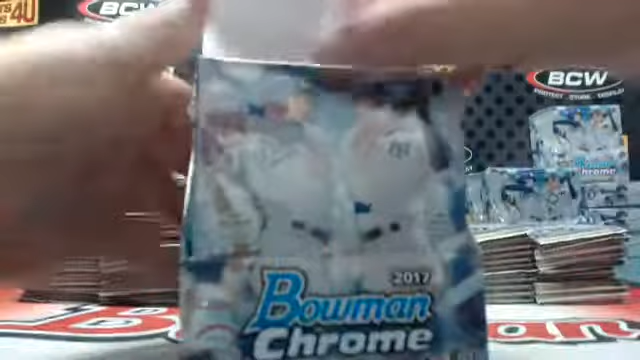 4U
BCW
BCW
PROTECT. STORE. DISPLAY.
2017
Bowman
Chrome
Bowman
Chrome